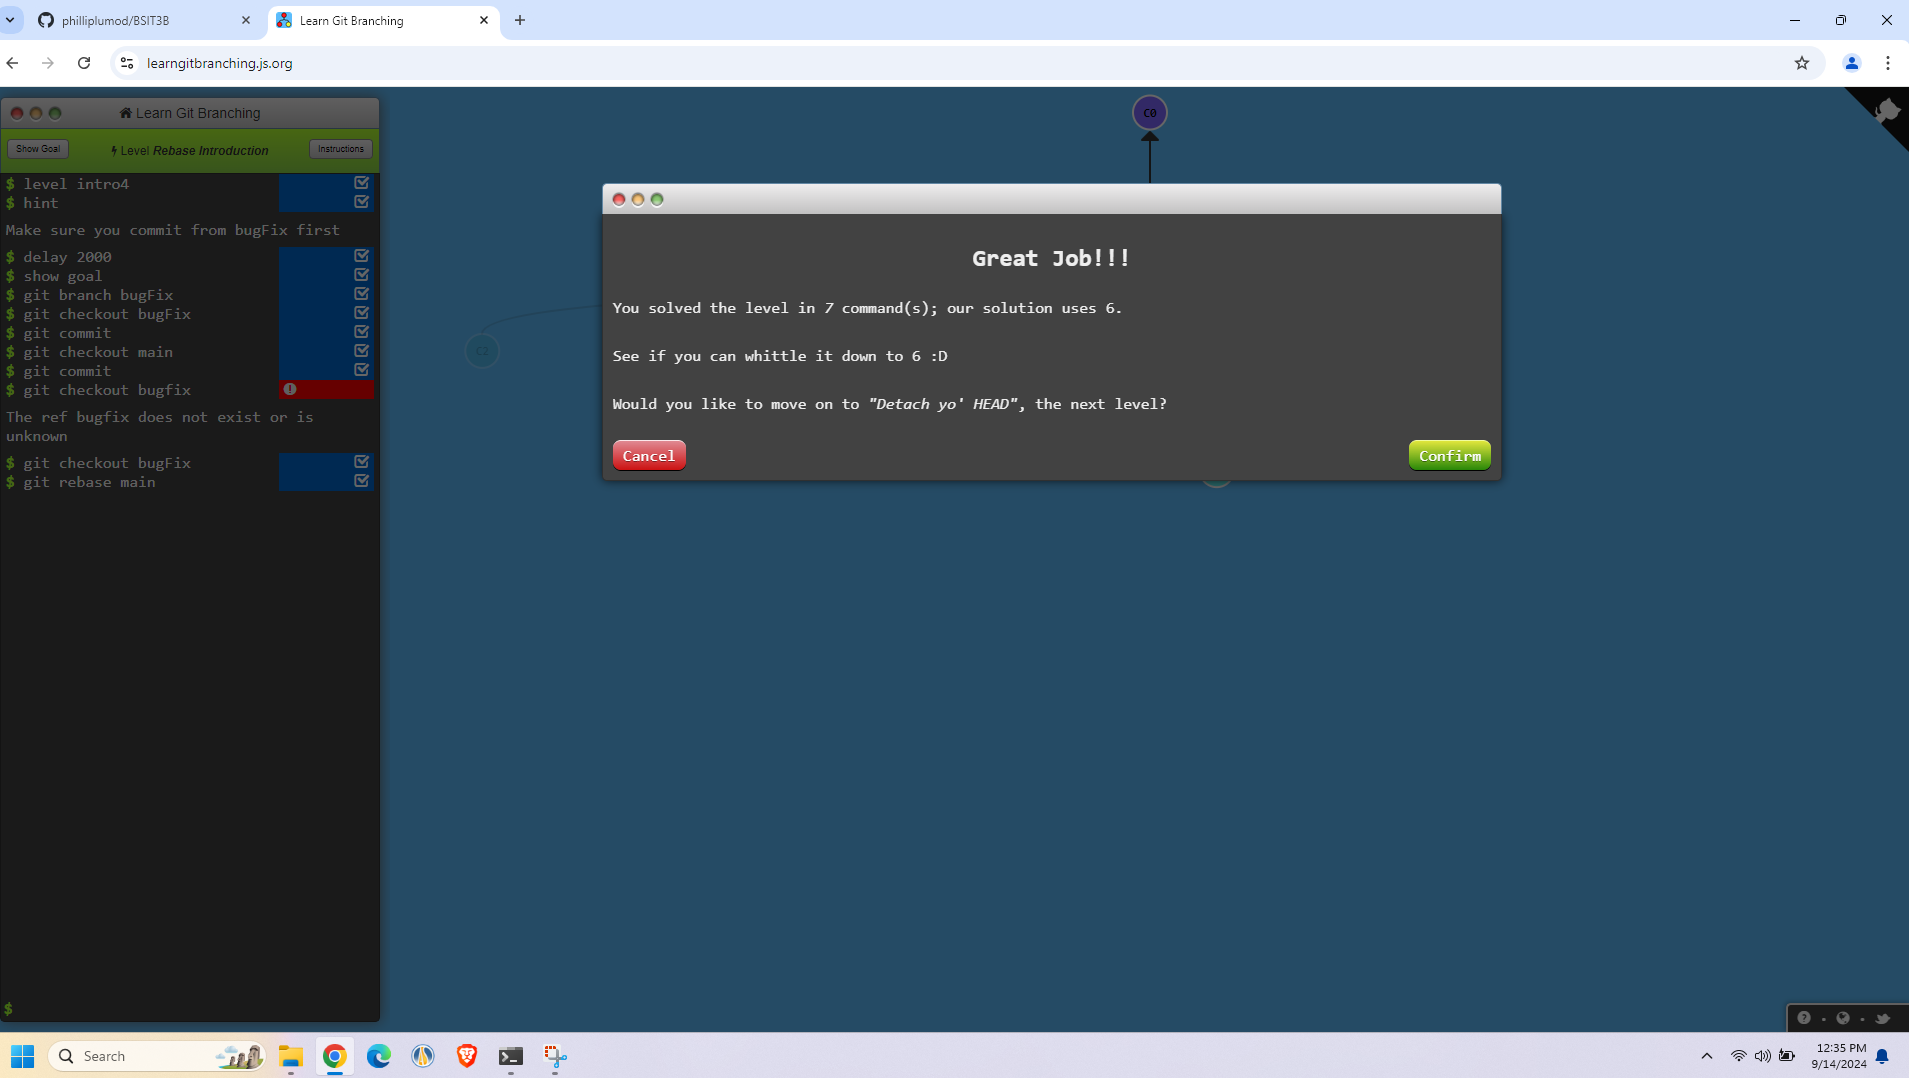 philliplumod/BSIT3B
Learn Git Branching
learngitbranching.js.org
Learn Git Branching
Show Goal
Level Rebase Introduction
Instructions
$ level intro4
$ hint
Make sure you commit from bugFix first
$ delay 2000
$ show goal
$ git branch bugFix
$ git checkout bugFix
$ git commit
$ git checkout main
$ git commit
$ git checkout bugfix
The ref bugfix does not exist or is
unknown
$ git checkout bugFix
$ git rebase main
$
C0
C2
Great Job!!!
You solved the level in 7 command(s); our solution uses 6.
See if you can whittle it down to 6 :D
Would you like to move on to "Detach yo' HEAD", the next level?
Cancel
Confirm
Search
12:35 PM
9/14/2024